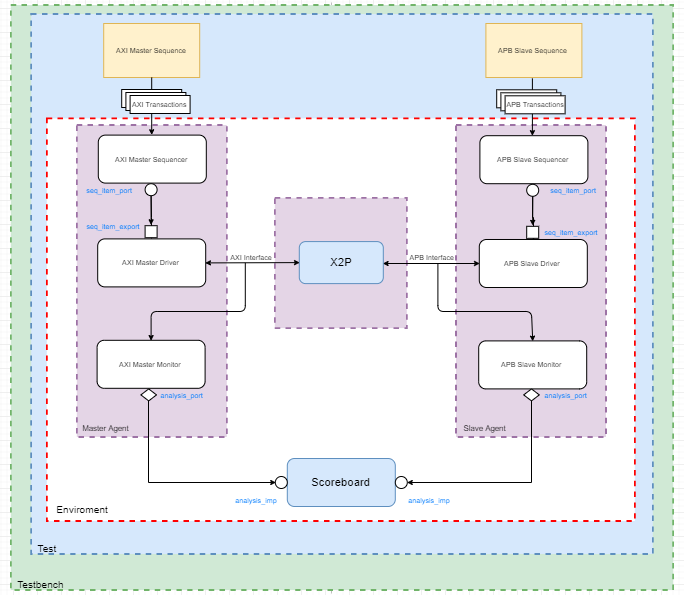 AXI Master Sequence
APB Slave Sequence
AXI Transactions
APB Transactions
AXI Master Sequencer
APB Slave Sequencer
seq_item_port
seq_item_port
seq_item_export
seq_item_export
AXI Master Driver
AXI Interface
X2P
APB Interface
APB Slave Driver
AXI Master Monitor
APB Slave Monitor
analysis_port
analysis_port
Master Agent
Slave Agent
Scoreboard
analysis_imp
analysis_imp
Enviroment
Test
Testbench